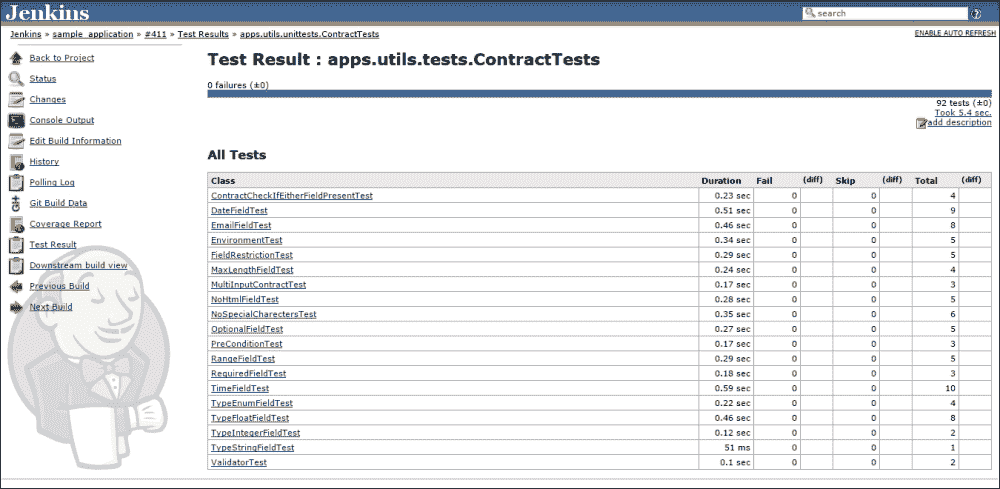 Jenkins
search
Jenkins » sample_application » #411 » Test Results » apps.utils.unittests.ContractTests
ENABLE AUTO REFRESH
Back to Project
Status
Changes
Console Output
Edit Build Information
History
Polling Log
Git Build Data
Coverage Report
Test Result
Downstream build view
Previous Build
Next Build
Test Result : apps.utils.tests.ContractTests
0 failures (±0)
92 tests (±0)
Took 5.4 sec.
add description
All Tests
Class Duration Fail (diff) Skip (diff) Total (diff)
ContractCheckIfEitherFieldPresentTest 0.23 sec 0 0 4
DateFieldTest 0.51 sec 0 0 9
EmailFieldTest 0.46 sec 0 0 8
EnvironmentTest 0.34 sec 0 0 5
FieldRestrictionTest 0.29 sec 0 0 5
MaxLengthFieldTest 0.24 sec 0 0 4
MultiInputContractTest 0.17 sec 0 0 3
NoHtmlFieldTest 0.28 sec 0 0 5
NoSpecialCharectersTest 0.35 sec 0 0 6
OptionalFieldTest 0.27 sec 0 0 5
PreConditionTest 0.17 sec 0 0 3
RangeFieldTest 0.29 sec 0 0 5
RequiredFieldTest 0.18 sec 0 0 3
TimeFieldTest 0.59 sec 0 0 10
TypeEnumFieldTest 0.22 sec 0 0 4
TypeFloatFieldTest 0.46 sec 0 0 8
TypeIntegerFieldTest 0.12 sec 0 0 2
TypeStringFieldTest 51 ms 0 0 1
ValidatorTest 0.1 sec 0 0 2